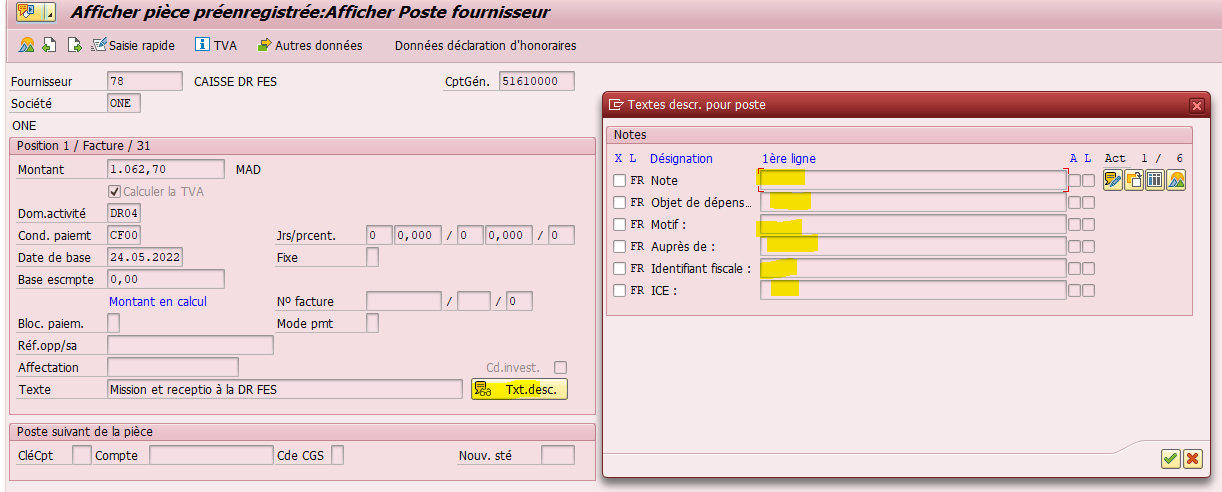 Afficher pièce préenregistrée:Afficher Poste fournisseur
Saisie rapide TVA Autres données Données déclaration d'honoraires
Fournisseur 78 CAISSE DR FES CptGén. 51610000
Société ONE
ONE
Position 1 / Facture / 31
Montant 1.062,70 MAD
Calculer la TVA
Dom.activité DR04
Cond. paiemt CF00 Jrs/prcent. 0 0,000 / 0 0,000 / 0
Date de base 24.05.2022 Fixe
Base escmpte 0,00
Montant en calcul Nº facture / / 0
Bloc. paiem. Mode pmt
Réf.opp/sa
Affectation Cd.invest.
Texte Mission et receptio à la DR FES Txt.desc.
Poste suivant de la pièce
CléCpt Compte Cde CGS Nouv. sté
Textes descr. pour poste
Notes
X L Désignation 1ère ligne A L Act 1 / 6
FR Note
FR Objet de dépens...
FR Motif :
FR Auprès de :
FR Identifiant fiscale :
FR ICE :